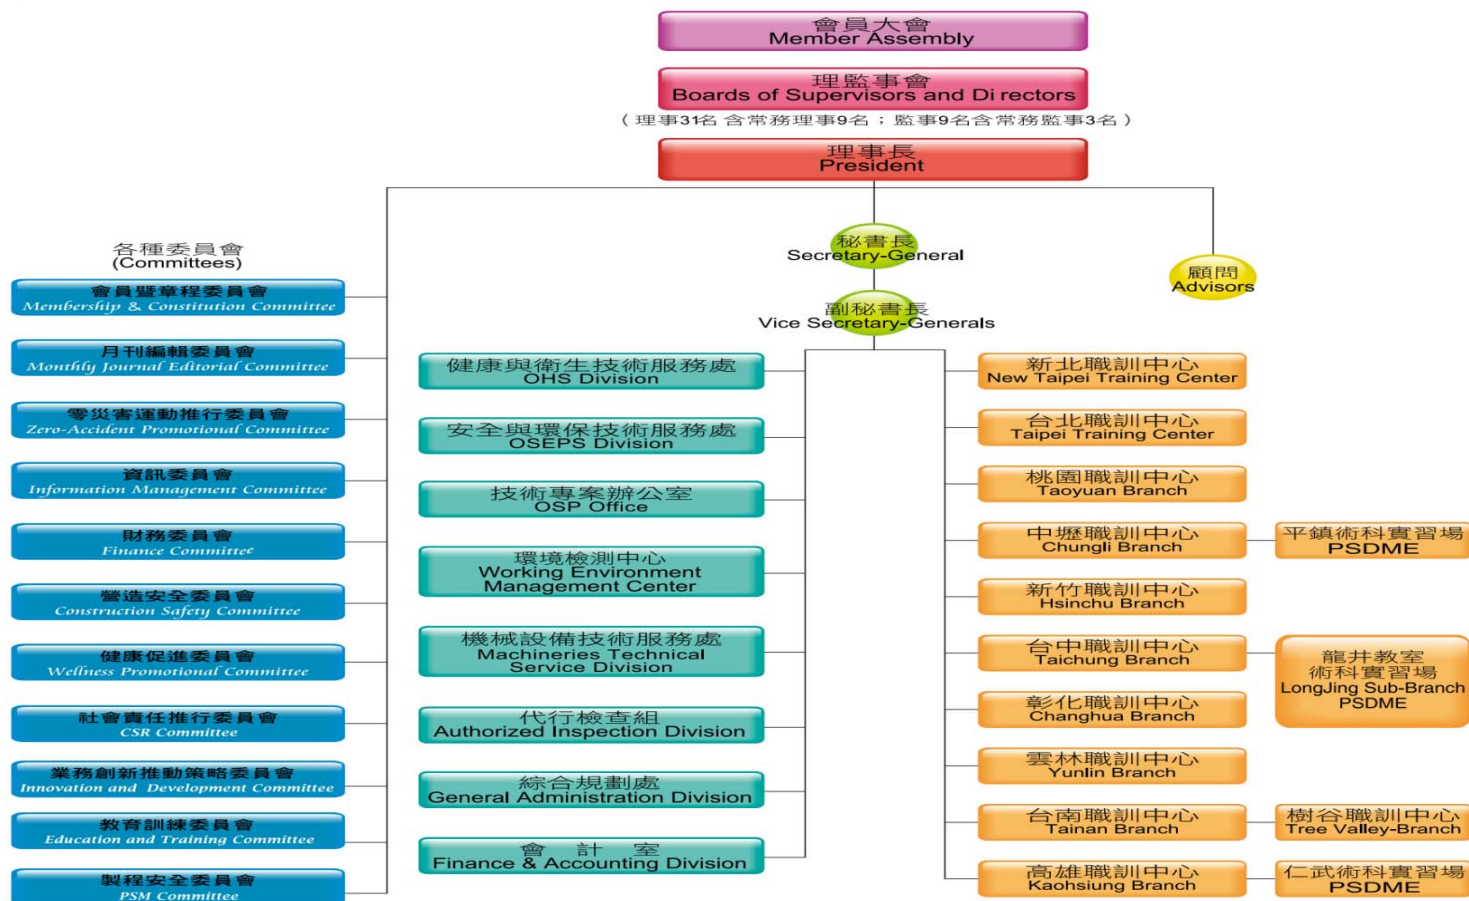 會員大會
Member Assembly
理監事會
Boards of Supervisors and Di rectors
（理事31名 含常務理事9名；監事9名含常務監事3名）
理事長
President
秘書長
Secretary-General
副秘書長
Vice Secretary-Generals
顧問
Advisors
各種委員會
(Committees)
會員暨章程委員會
Membership & Constitution Committee
月刊編輯委員會
Monthly Journal Editorial Committee
零災害運動推行委員會
Zero-Accident Promotional Committee
資訊委員會
Information Management Committee
財務委員會
Finance Committee
營造安全委員會
Construction Safety Committee
健康促進委員會
Wellness Promotional Committee
社會責任推行委員會
CSR Committee
業務創新推動策略委員會
Innovation and Development Committee
教育訓練委員會
Education and Training Committee
製程安全委員會
PSM Committee
健康與衛生技術服務處
OHS Division
安全與環保技術服務處
OSEPS Division
技術專案辦公室
OSP Office
環境檢測中心
Working Environment
Management Center
機械設備技術服務處
Machineries Technical
Service Division
代行檢查組
Authorized Inspection Division
綜合規劃處
General Administration Division
會 計 室
Finance & Accounting Division
新北職訓中心
New Taipei Training Center
台北職訓中心
Taipei Training Center
桃園職訓中心
Taoyuan Branch
中壢職訓中心
Chungli Branch
平鎮術科實習場
PSDME
新竹職訓中心
Hsinchu Branch
台中職訓中心
Taichung Branch
龍井教室
術科實習場
LongJing Sub-Branch
PSDME
彰化職訓中心
Changhua Branch
雲林職訓中心
Yunlin Branch
台南職訓中心
Tainan Branch
樹谷職訓中心
Tree Valley-Branch
高雄職訓中心
Kaohsiung Branch
仁武術科實習場
PSDME